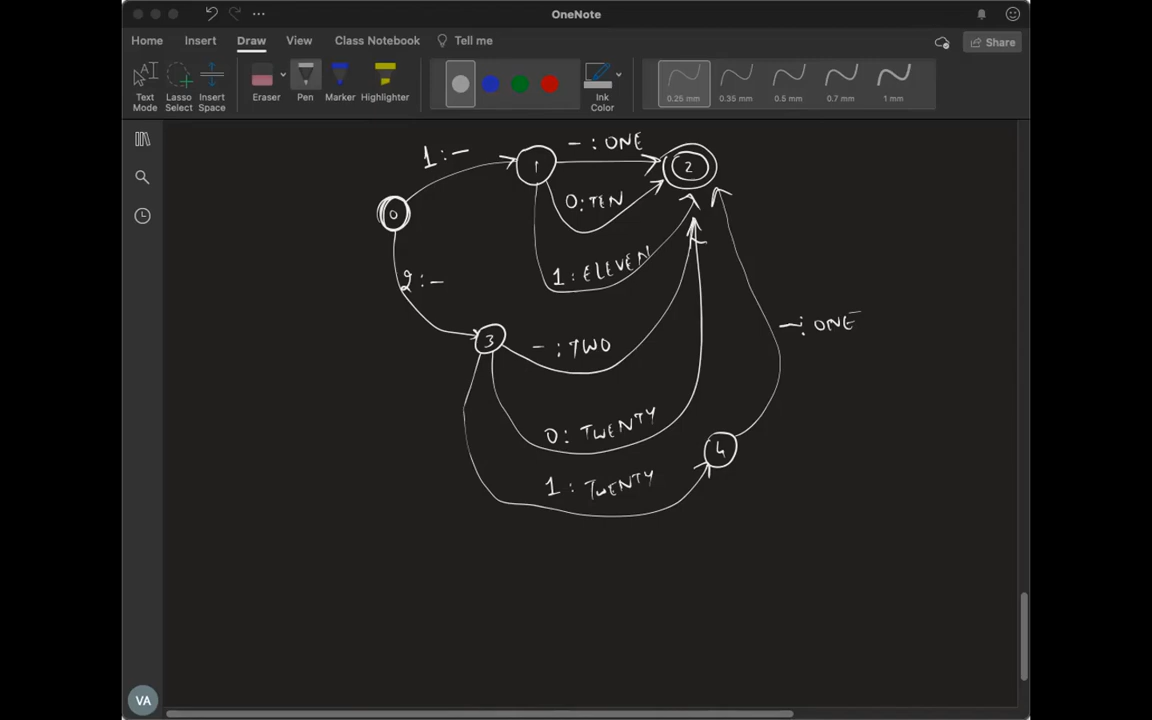 OneNote
Home Insert Draw View Class Notebook Tell me
Share
Text Mode
Lasso Select
Insert Space
Eraser
Pen
Marker
Highlighter
Ink Color
0.25 mm
0.35 mm
0.5 mm
0.7 mm
1 mm
1:-
- : ONE
1
2
0
0:TEN
1:ELEVEN
2:-
3
- : TWO
-: ONE
0: TWENTY
4
1: TWENTY
VA